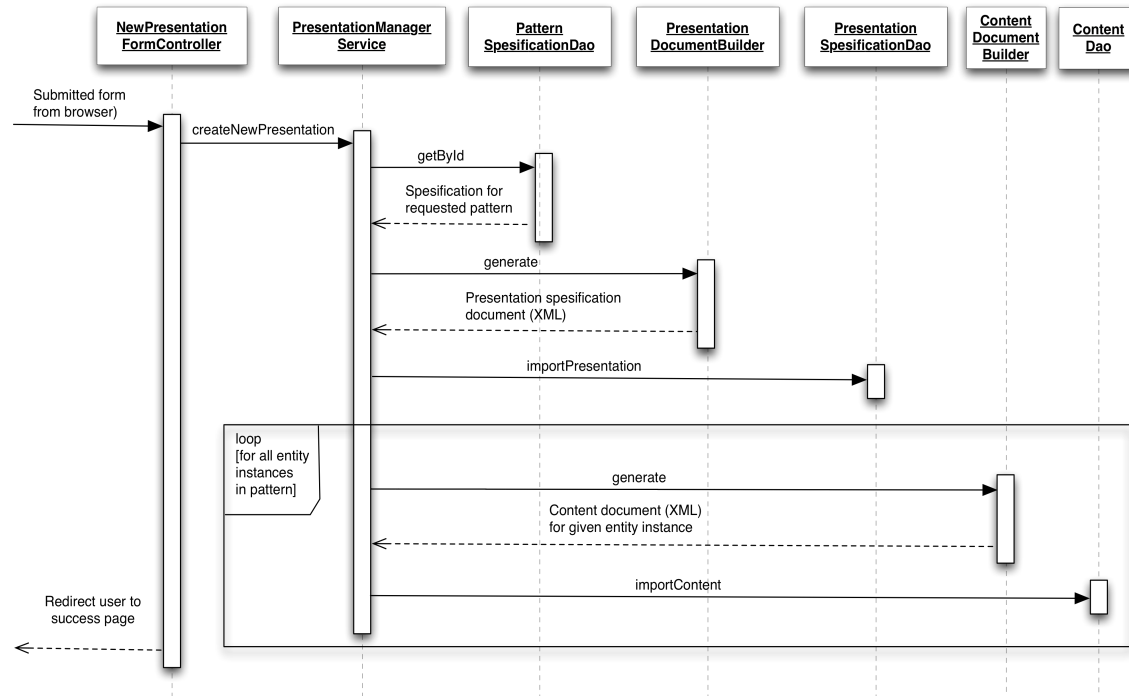 NewPresentation
FormController
PresentationManager
Service
Pattern
SpesificationDao
Presentation
DocumentBuilder
Presentation
SpesificationDao
Content
Document
Builder
Content
Dao
Submitted form
from browser)
createNewPresentation
getById
Spesification for
requested pattern
generate
Presentation spesification
document (XML)
importPresentation
loop
[for all entity
instances
in pattern]
generate
Content document (XML)
for given entity instance
importContent
Redirect user to
success page